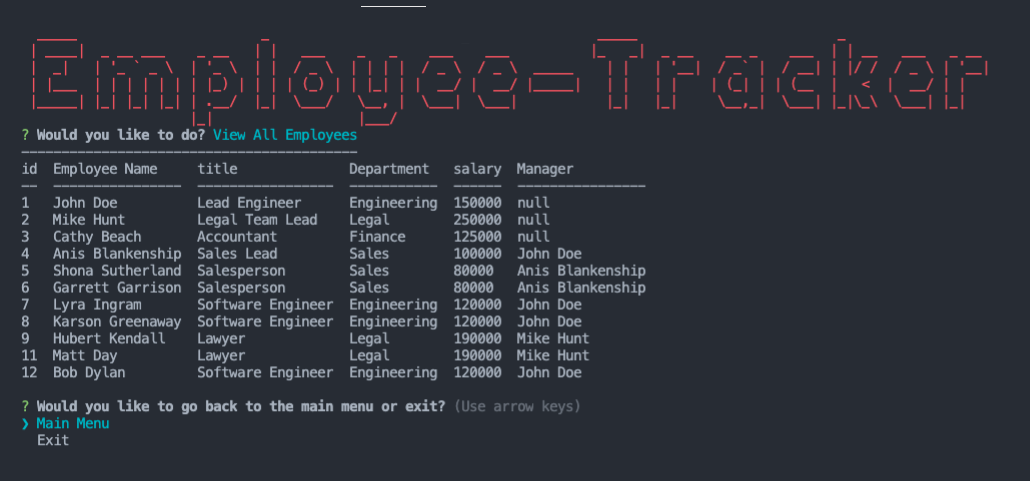 Employee-Tracker
? Would you like to do? View All Employees
id  Employee Name     title              Department   salary  Manager
1   John Doe          Lead Engineer      Engineering  150000  null
2   Mike Hunt         Legal Team Lead    Legal        250000  null
3   Cathy Beach       Accountant         Finance      125000  null
4   Anis Blankenship  Sales Lead         Sales        100000  John Doe
5   Shona Sutherland  Salesperson        Sales        80000   Anis Blankenship
6   Garrett Garrison  Salesperson        Sales        80000   Anis Blankenship
7   Lyra Ingram       Software Engineer  Engineering  120000  John Doe
8   Karson Greenaway  Software Engineer  Engineering  120000  John Doe
9   Hubert Kendall    Lawyer             Legal        190000  Mike Hunt
11  Matt Day          Lawyer             Legal        190000  Mike Hunt
12  Bob Dylan         Software Engineer  Engineering  120000  John Doe
? Would you like to go back to the main menu or exit? (Use arrow keys)
❯ Main Menu
Exit